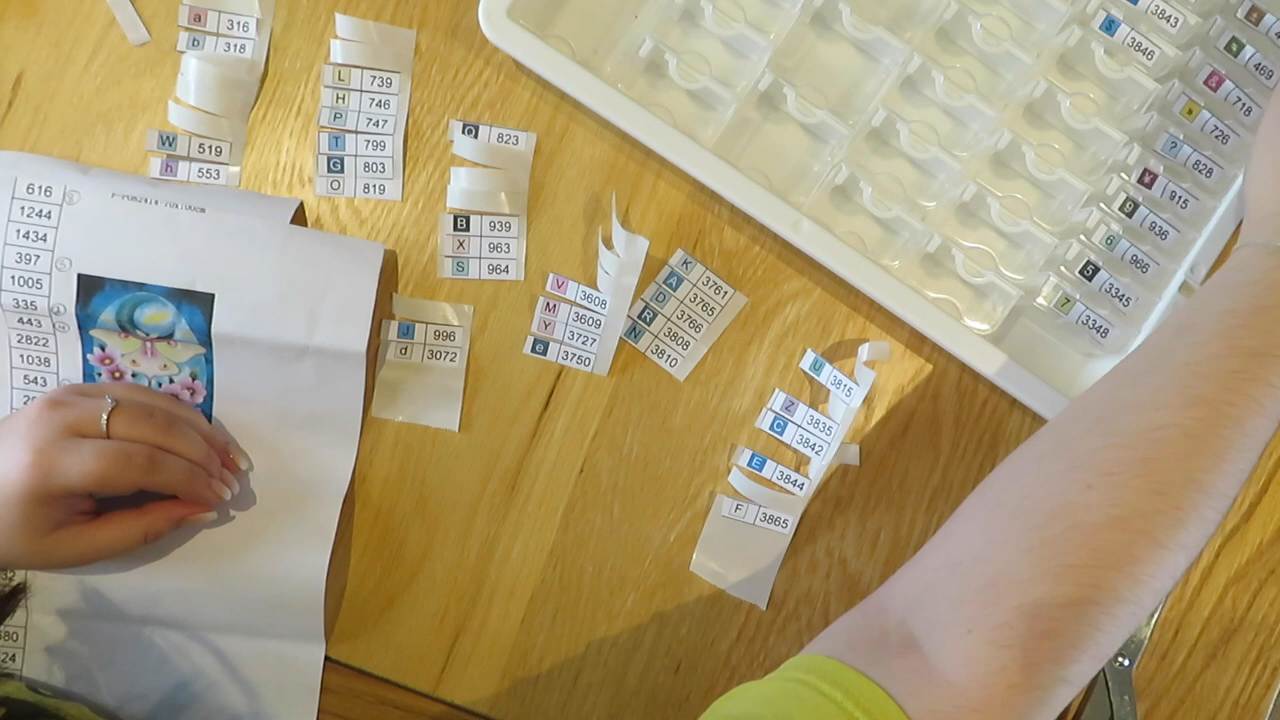 a 316
b 318
W 519
h 553
L 739
H 746
P 747
T 799
G 803
O 819
Q 823
B 939
X 963
S 964
J 996
d 3072
V 3608
M 3609
Y 3727
e 3750
K 3761
A 3765
D 3766
R 3808
N 3810
U 3815
Z 3835
C 3842
E 3844
F 3865
3843
S 3846
469
& 718
726
? 828
915
9 936
6 966
5 3345
7 3348
616
1244
1434
397
1005
335
443
2822
1038
543